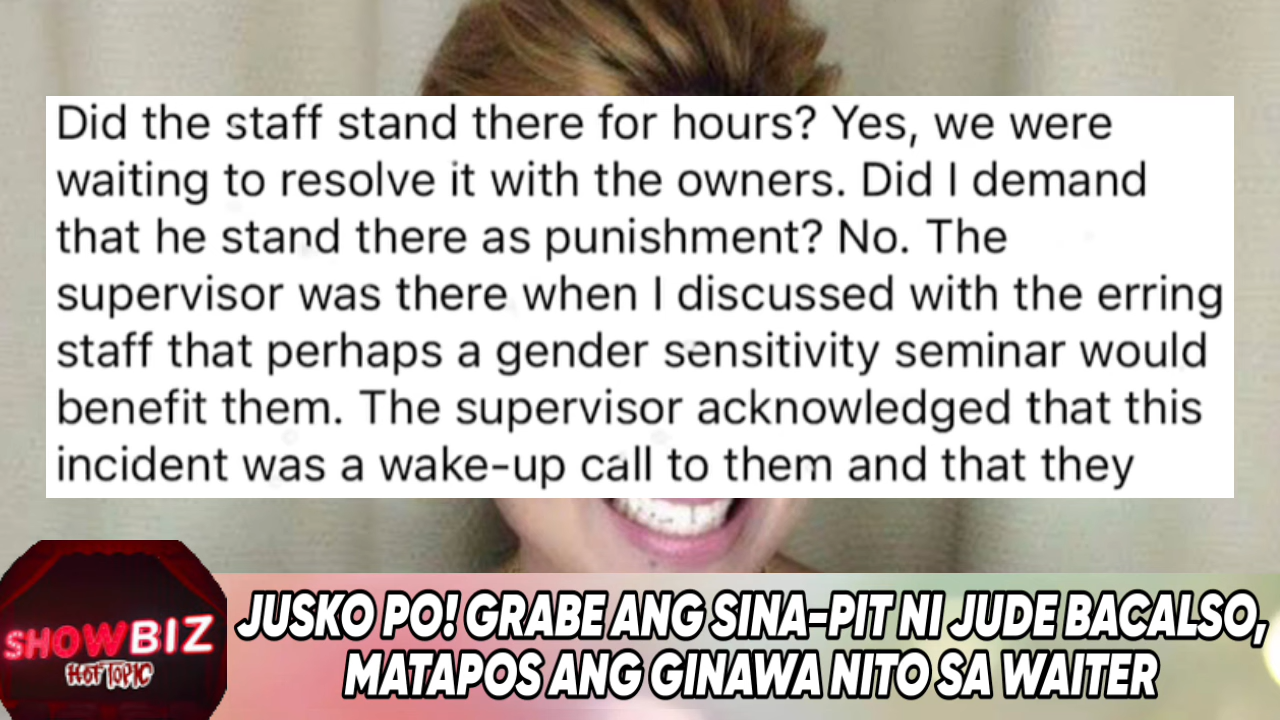 Did the staff stand there for hours? Yes, we were
waiting to resolve it with the owners. Did I demand
that he stand there as punishment? No. The
supervisor was there when I discussed with the erring
staff that perhaps a gender sensitivity seminar would
benefit them. The supervisor acknowledged that this
incident was a wake-up call to them and that they
SHOWBIZ
HOT TOPIC
JUSKO PO! GRABE ANG SINA-PIT NI JUDE BACALSO,
MATAPOS ANG GINAWA NITO SA WAITER